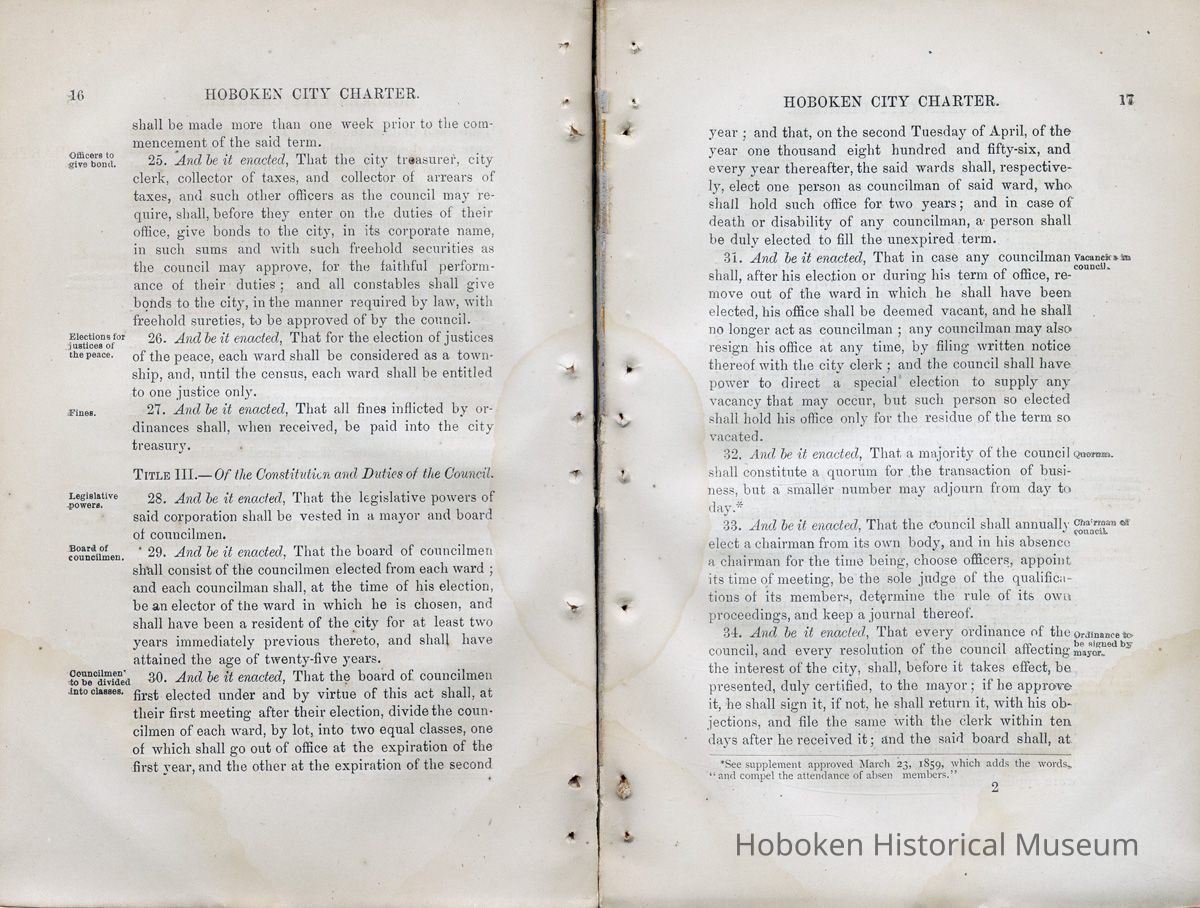 16
HOBOKEN CITY CHARTER.
shall be made more than one week prior to the com-
mencement of the said term.
Officers to
give bond.
25. And be it enacted, That the city treasurer, city
clerk, collector of taxes, and collector of arrears of
taxes, and such other officers as the council may re-
quire, shall, before they enter on the duties of their
office, give bonds to the city, in its corporate name,
in such sums and with such freehold securities as
the council may approve, for the faithful perform-
ance of their duties; and all constables shall give
bonds to the city, in the manner required by law, with
freehold sureties, to be approved of by the council.
Elections for
justices of
the peace.
26. And be it enacted, That for the election of justices
of the peace, each ward shall be considered as a town-
ship, and, until the census, each ward shall be entitled
to one justice only.
Fines.
27. And be it enacted, That all fines inflicted by or-
dinances shall, when received, be paid into the city
treasury.
TITLE III.—Of the Constitution and Duties of the Council.
Legislative
powers.
28. And be it enacted, That the legislative powers of
said corporation shall be vested in a mayor and board
of councilmen.
Board of
councilmen.
29. And be it enacted, That the board of councilmen
shall consist of the councilmen elected from each ward;
and each councilman shall, at the time of his election,
be an elector of the ward in which he is chosen, and
shall have been a resident of the city for at least two
years immediately previous thereto, and shall have
attained the age of twenty-five years.
Councilmen
to be divided
into classes.
30. And be it enacted, That the board of councilmen
first elected under and by virtue of this act shall, at
their first meeting after their election, divide the coun-
cilmen of each ward, by lot, into two equal classes, one
of which shall go out of office at the expiration of the
first year, and the other at the expiration of the second
HOBOKEN CITY CHARTER.
17
year; and that, on the second Tuesday of April, of the
year one thousand eight hundred and fifty-six, and
every year thereafter, the said wards shall, respective-
ly, elect one person as councilman of said ward, who
shall hold such office for two years; and in case of
death or disability of any councilman, a person shall
be duly elected to fill the unexpired term.
31. And be it enacted, That in case any councilman
shall, after his election or during his term of office, re-
move out of the ward in which he shall have been
elected, his office shall be deemed vacant, and he shall
no longer act as councilman; any councilman may also
resign his office at any time, by filing written notice
thereof with the city clerk; and the council shall have
power to direct a special election to supply any
vacancy that may occur, but such person so elected
shall hold his office only for the residue of the term so
vacated.
Vacancies in
council.
32. And be it enacted, That a majority of the council
shall constitute a quorum for the transaction of busi-
ness, but a smaller number may adjourn from day to
day.*
Quorum.
33. And be it enacted, That the council shall annually
elect a chairman from its own body, and in his absence
a chairman for the time being, choose officers, appoint
its time of meeting, be the sole judge of the qualifica-
tions of its members, determine the rule of its own
proceedings, and keep a journal thereof.
Chairman of
council.
34. And be it enacted, That every ordinance of the
council, and every resolution of the council affecting
the interest of the city, shall, before it takes effect, be
presented, duly certified, to the mayor; if he approve
it, he shall sign it, if not, he shall return it, with his ob-
jections, and file the same with the clerk within ten
days after he received it; and the said board shall, at
Ordinance to
be signed by
mayor.
*See supplement approved March 23, 1859, which adds the words,
"and compel the attendance of absen members."
2
Hoboken Historical Museum